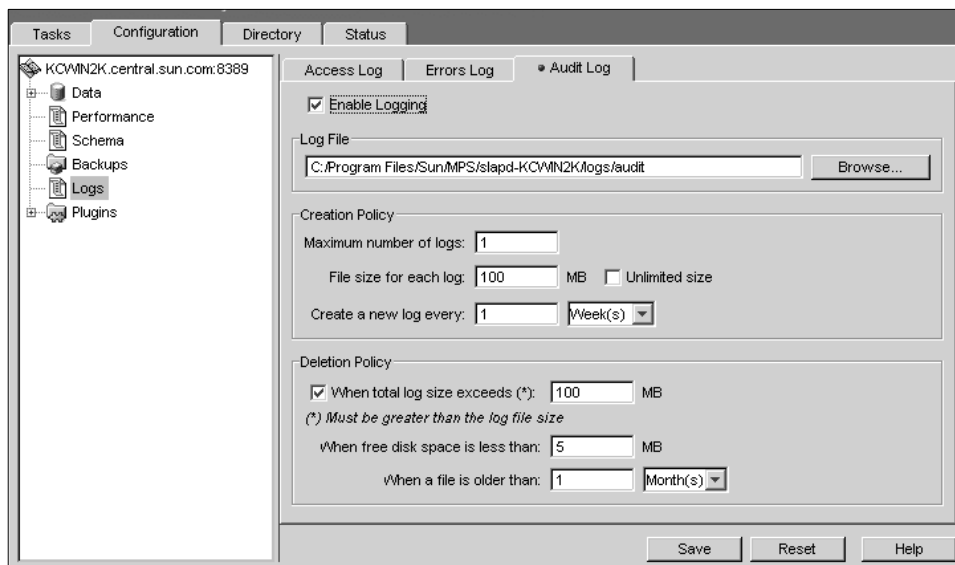 Tasks Configuration Directory Status
KCWIN2K.central.sun.com:8389
Data
Performance
Schema
Backups
Logs
Plugins
Access Log Errors Log Audit Log
Enable Logging
Log File
C:/Program Files/Sun/MPS/slapd-KCWIN2K/logs/audit Browse...
Creation Policy
Maximum number of logs: 1
File size for each log: 100 MB Unlimited size
Create a new log every: 1 Week(s)
Deletion Policy
When total log size exceeds (*): 100 MB
(*) Must be greater than the log file size
When free disk space is less than: 5 MB
When a file is older than: 1 Month(s)
Save Reset Help